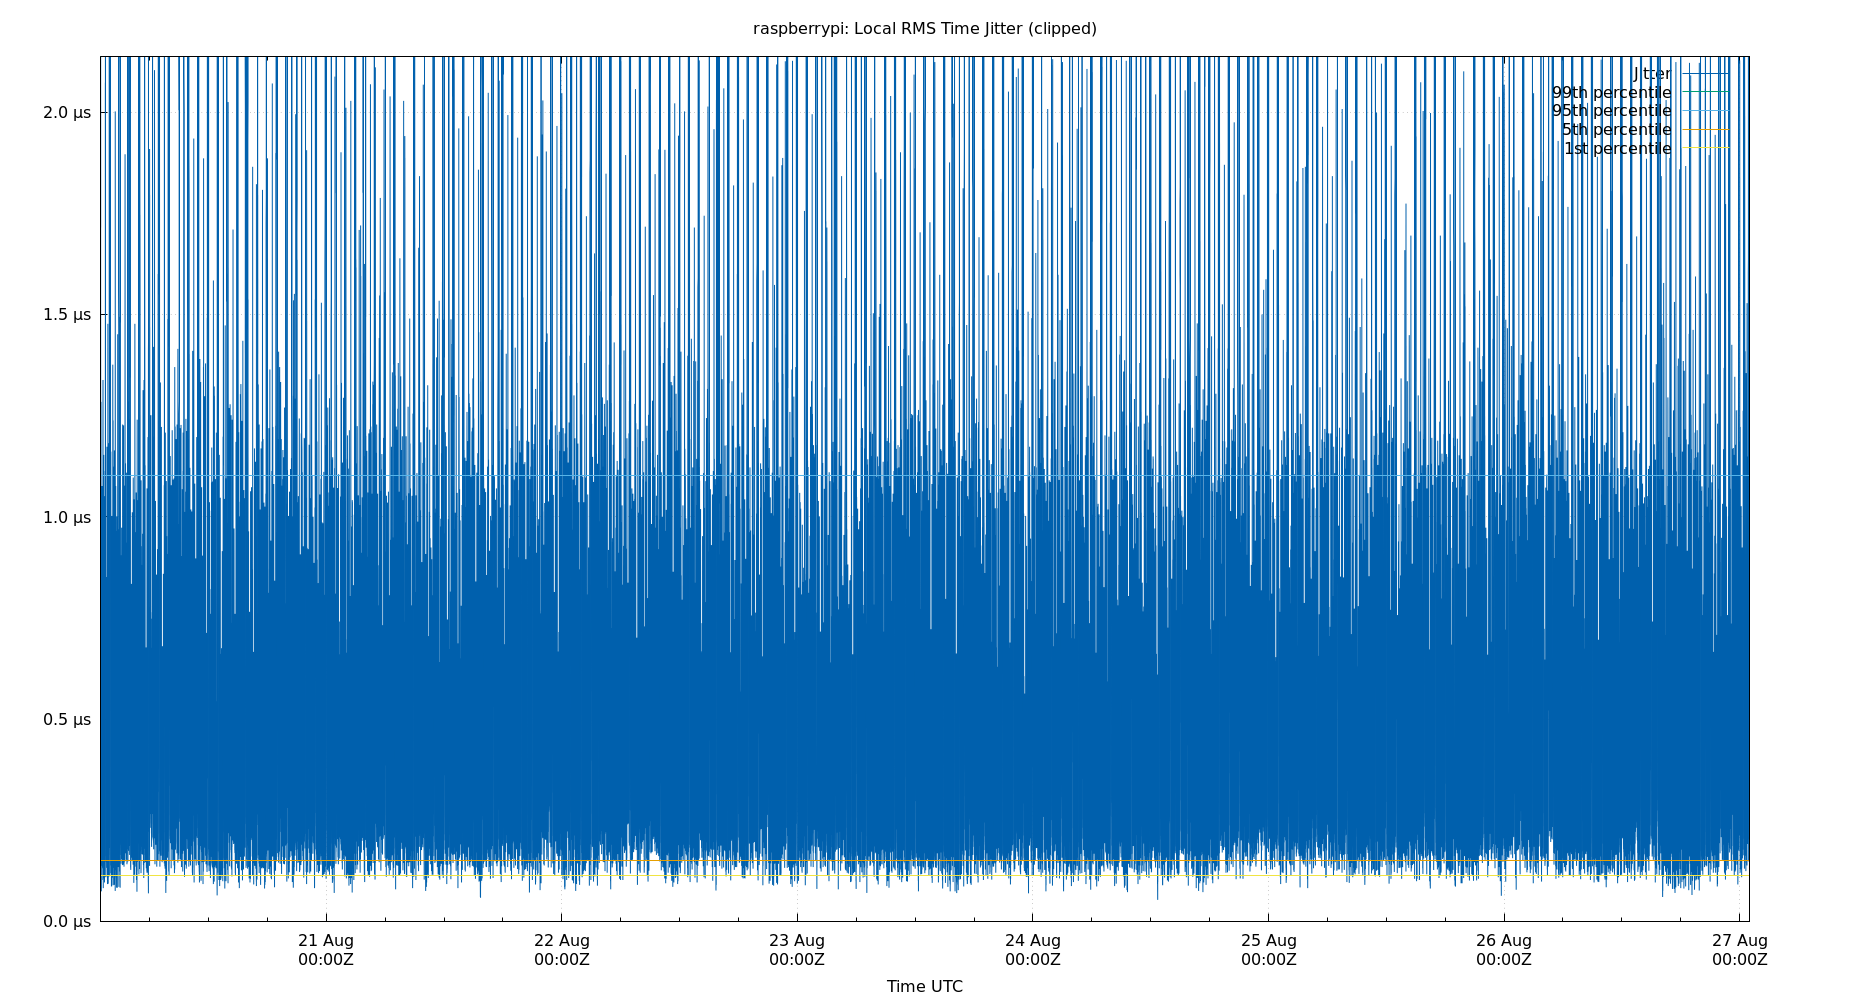 raspberrypi: Local RMS Time Jitter (clipped)
Jitter
99th percentile
95th percentile
5th percentile
1st percentile
2.0 µs
1.5 µs
1.0 µs
0.5 µs
0.0 µs
21 Aug 22 Aug 23 Aug 24 Aug 25 Aug 26 Aug 27 Aug
00:00Z 00:00Z 00:00Z 00:00Z 00:00Z 00:00Z 00:00Z
Time UTC